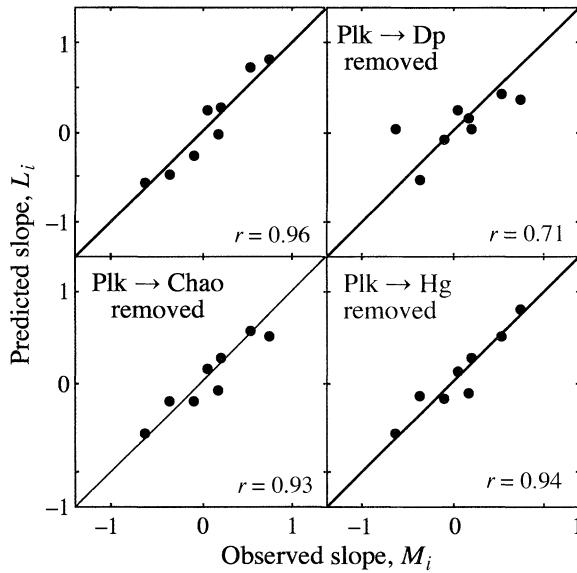 Predicted slope, L_i
1
0
−1
r = 0.96
Plk → Dp
removed
r = 0.71
1
0
−1
Plk → Chao
removed
r = 0.93
Plk → Hg
removed
r = 0.94
−1
0
1
−1
0
1
Observed slope, M_i